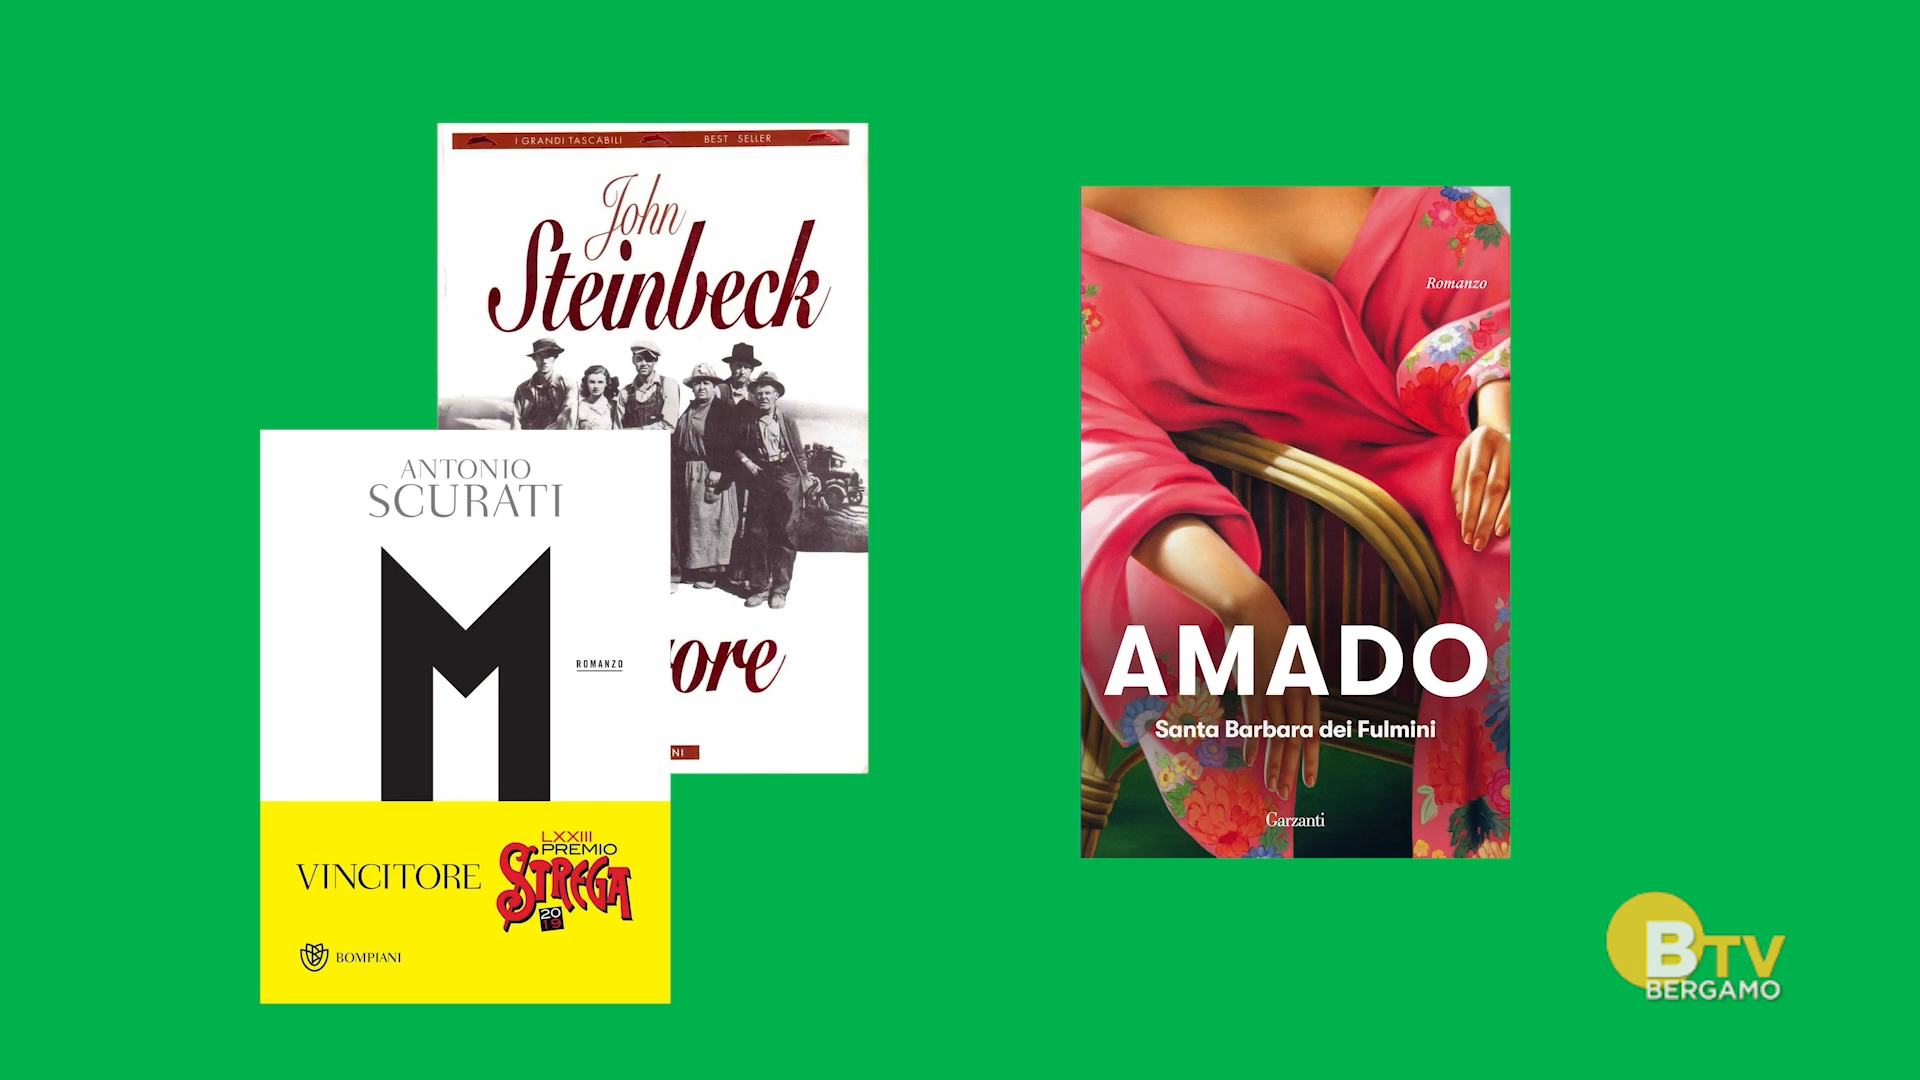 I GRANDI TASCABILI BEST SELLER
John
Steinbeck
ANTONIO
SCURATI
M
ROMANZO
VINCITORE
LXXIII
PREMIO
STREGA
2019
BOMPIANI
Romanzo
AMADO
Santa Barbara dei Fulmini
Garzanti
BTV
BERGAMO